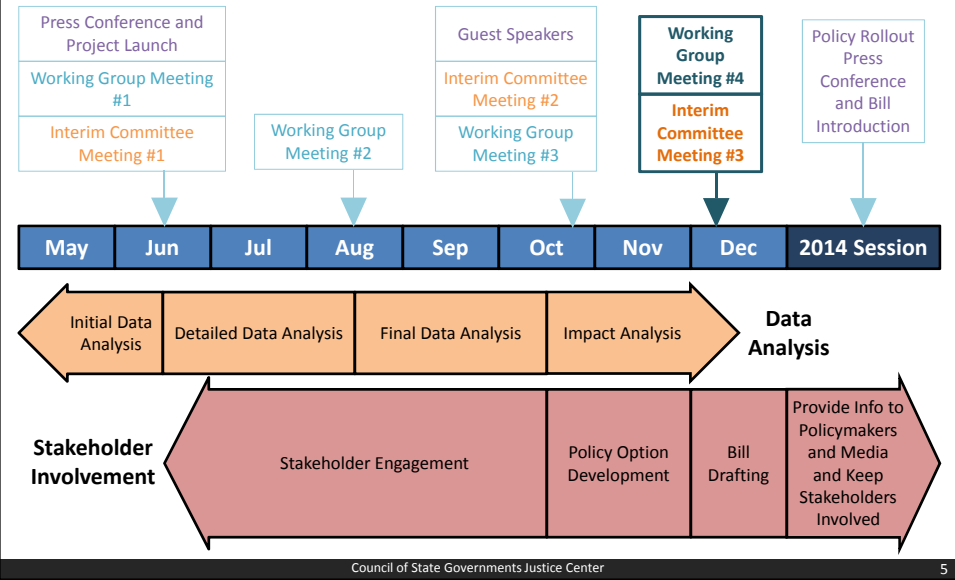 Press Conference and
Project Launch
Working Group Meeting
#1
Interim Committee
Meeting #1
Working Group
Meeting #2
Guest Speakers
Interim Committee
Meeting #2
Working Group
Meeting #3
Working
Group
Meeting #4
Interim
Committee
Meeting #3
Policy Rollout
Press
Conference
and Bill
Introduction
May
Jun
Jul
Aug
Sep
Oct
Nov
Dec
2014 Session
Initial Data
Analysis
Detailed Data Analysis
Final Data Analysis
Impact Analysis
Data
Analysis
Stakeholder
Involvement
Stakeholder Engagement
Policy Option
Development
Bill
Drafting
Provide Info to
Policymakers
and Media
and Keep
Stakeholders
Involved
Council of State Governments Justice Center
5